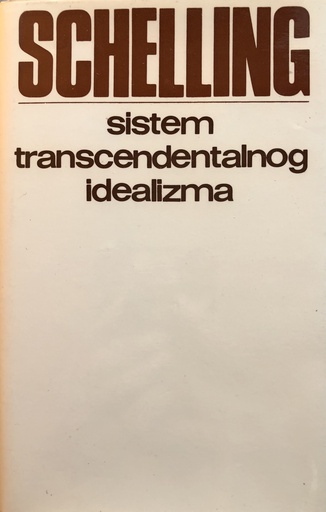 SCHELLING
sistem
transcendentalnog
idealizma